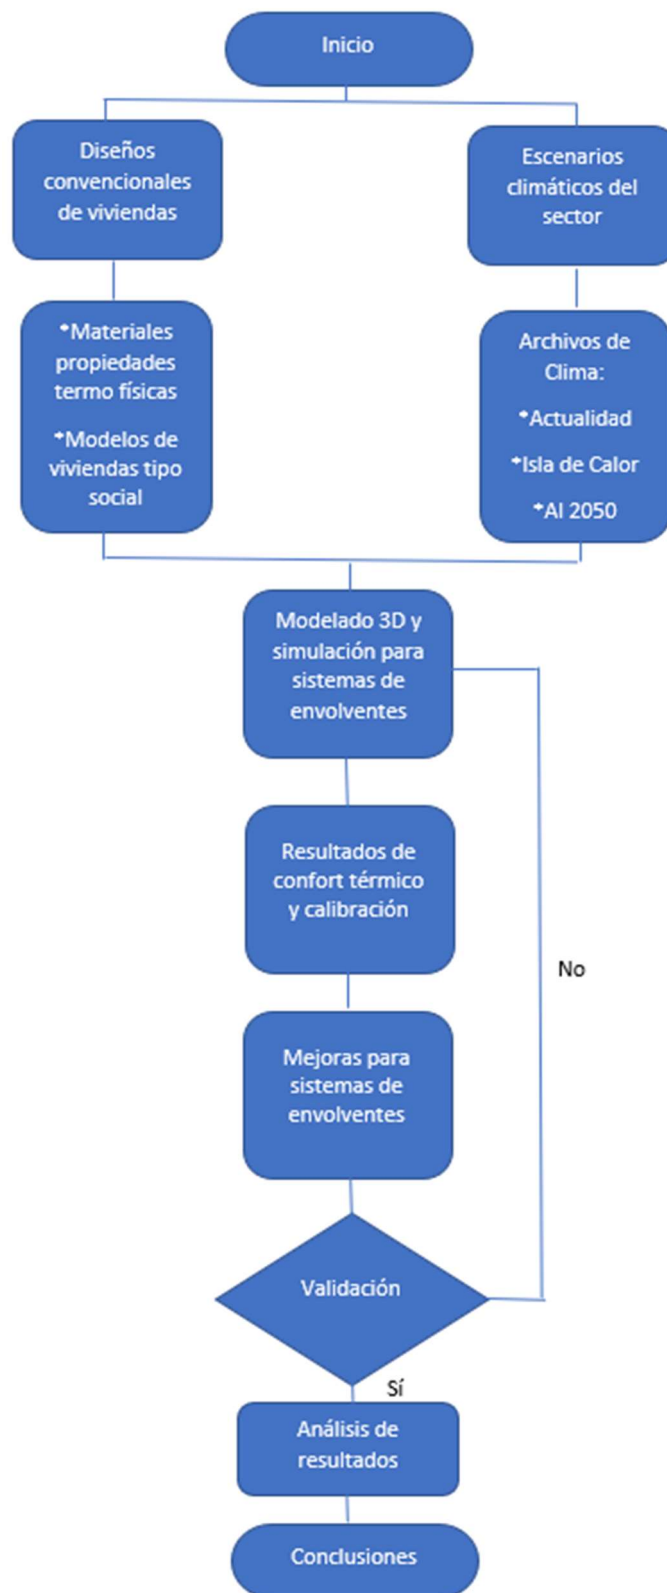 Inicio
Diseños
convencionales
de viviendas
Escenarios
climáticos del
sector
*Materiales
propiedades
termo físicas
*Modelos de
viviendas tipo
social
Archivos de
Clima:
*Actualidad
*Isla de Calor
*Al 2050
Modelado 3D y
simulación para
sistemas de
envolventes
Resultados de
confort térmico
y calibración
No
Mejoras para
sistemas de
envolventes
Validación
Sí
Análisis de
resultados
Conclusiones